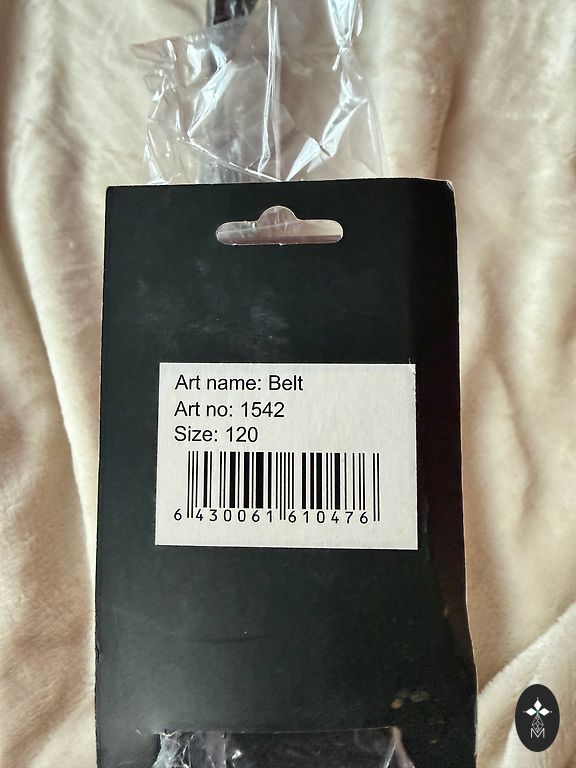 Art name: Belt
Art no: 1542
Size: 120
6 430061 610476